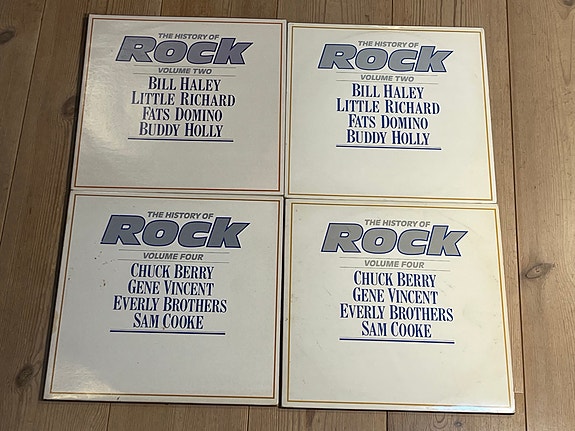 THE HISTORY OF
ROCK
VOLUME TWO
BILL HALEY
LITTLE RICHARD
FATS DOMINO
BUDDY HOLLY
THE HISTORY OF
ROCK
VOLUME TWO
BILL HALEY
LITTLE RICHARD
FATS DOMINO
BUDDY HOLLY
THE HISTORY OF
ROCK
VOLUME FOUR
CHUCK BERRY
GENE VINCENT
EVERLY BROTHERS
SAM COOKE
THE HISTORY OF
ROCK
VOLUME FOUR
CHUCK BERRY
GENE VINCENT
EVERLY BROTHERS
SAM COOKE